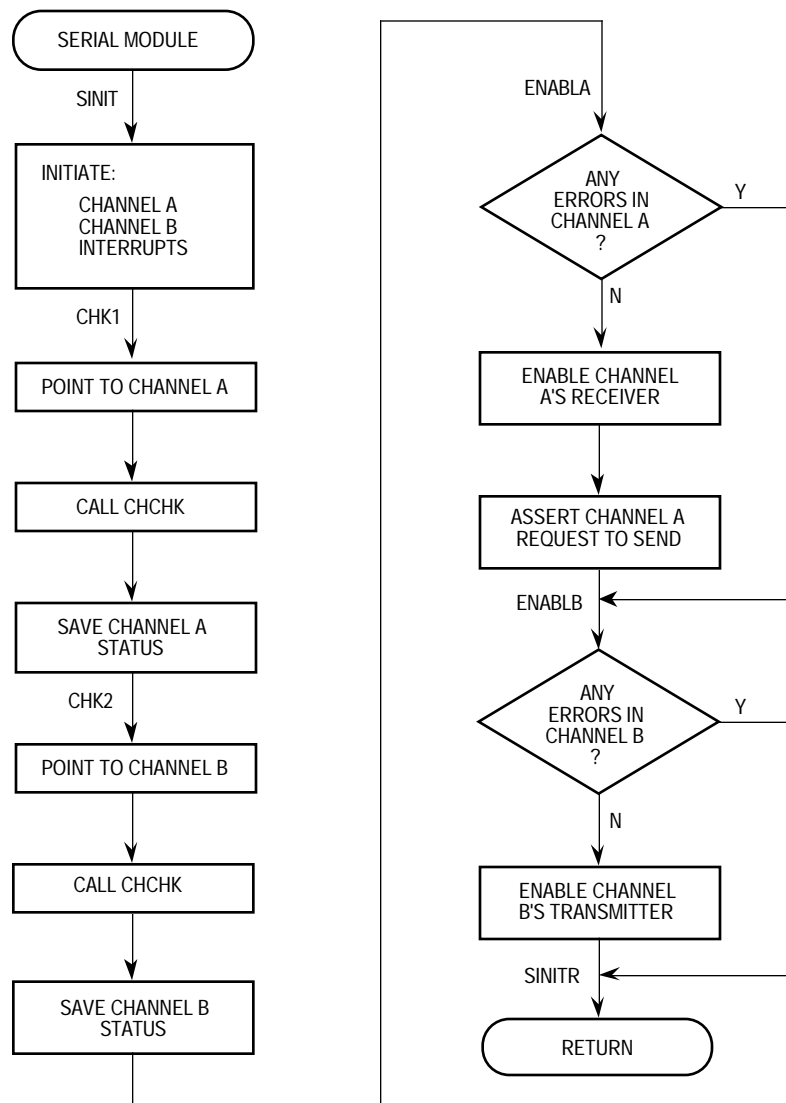 SERIAL MODULE
SINIT
INITIATE:
CHANNEL A
CHANNEL B
INTERRUPTS
CHK1
POINT TO CHANNEL A
CALL CHCHK
SAVE CHANNEL A
STATUS
CHK2
POINT TO CHANNEL B
CALL CHCHK
SAVE CHANNEL B
STATUS
ENABLA
ANY
ERRORS IN
CHANNEL A
?
Y
N
ENABLE CHANNEL
A'S RECEIVER
ASSERT CHANNEL A
REQUEST TO SEND
ENABLB
ANY
ERRORS IN
CHANNEL B
?
Y
N
ENABLE CHANNEL
B'S TRANSMITTER
SINITR
RETURN